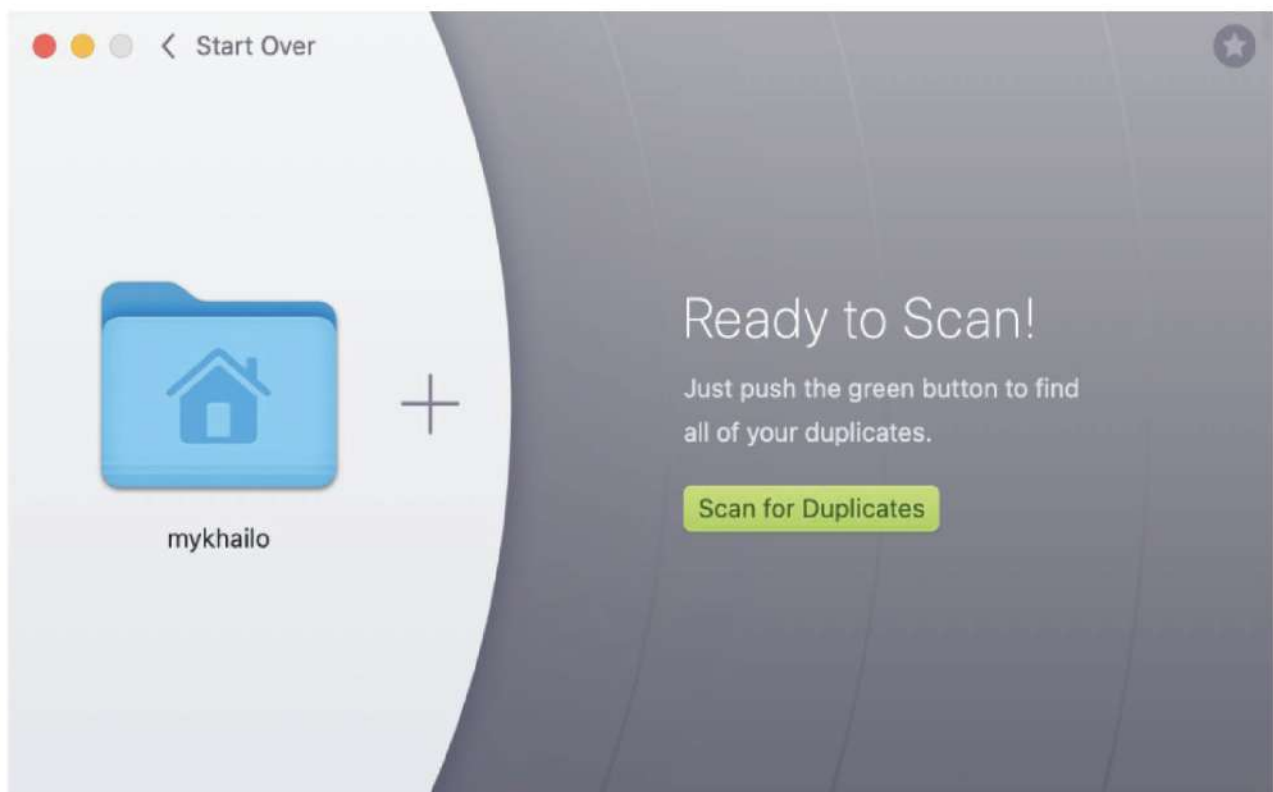 Start Over
mykhailo
Ready to Scan!
Just push the green button to find
all of your duplicates.
Scan for Duplicates